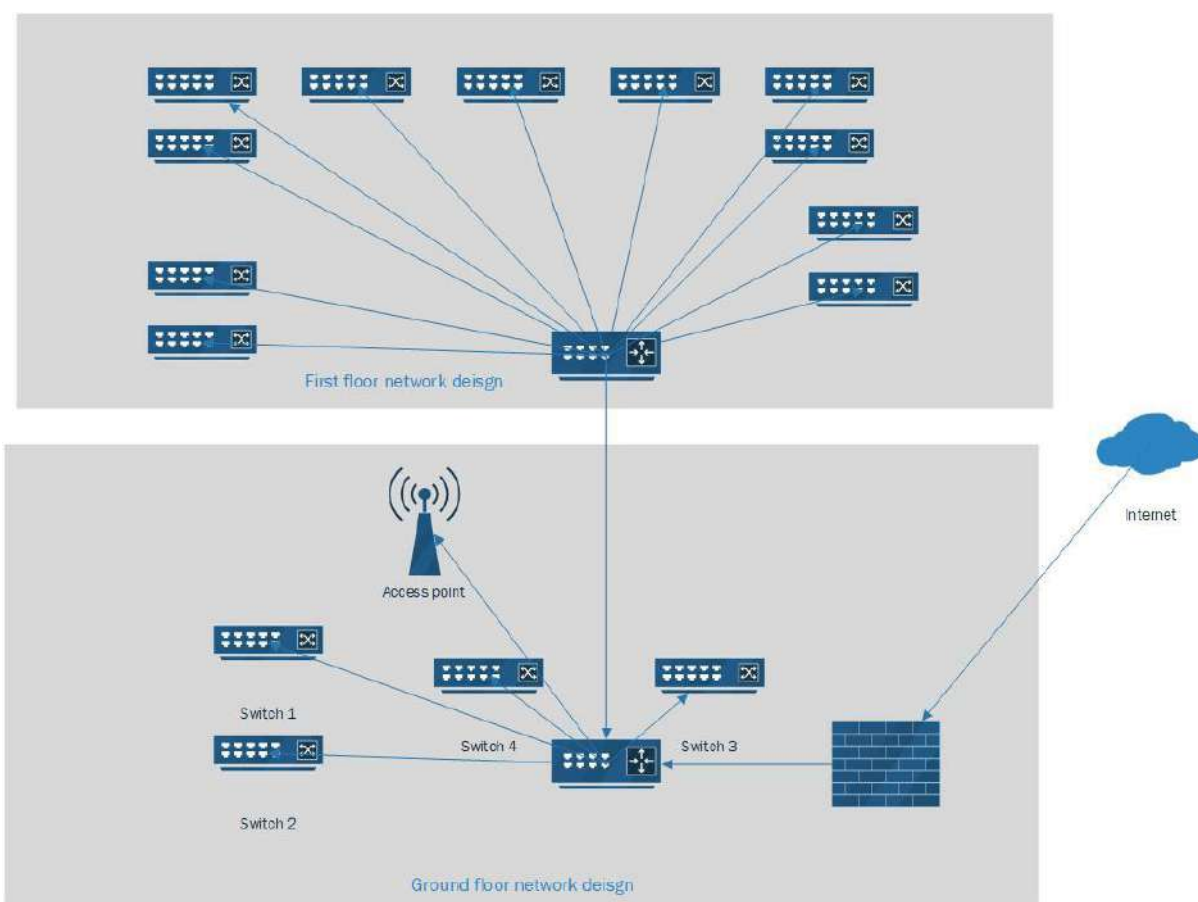 First floor network deisgn
Internet
Access point
Switch 1
Switch 4
Switch 3
Switch 2
Ground floor network deisgn